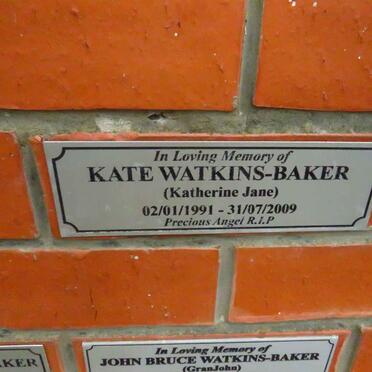 In Loving Memory of
KATE WATKINS-BAKER
(Katherine Jane)
02/01/1991 - 31/07/2009
Precious Angel R.I.P
In Loving Memory of
JOHN BRUCE WATKINS-BAKER
(GranJohn)
KER